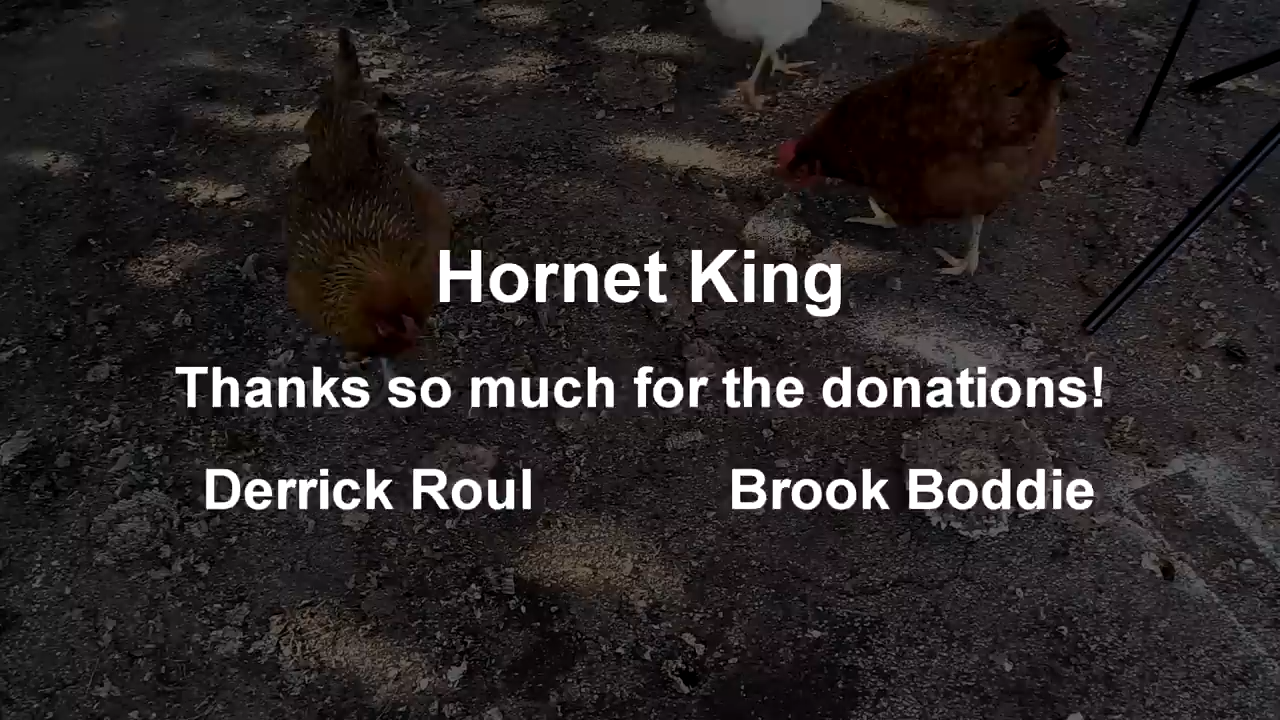 Hornet King
Thanks so much for the donations!
Derrick Roul
Brook Boddie